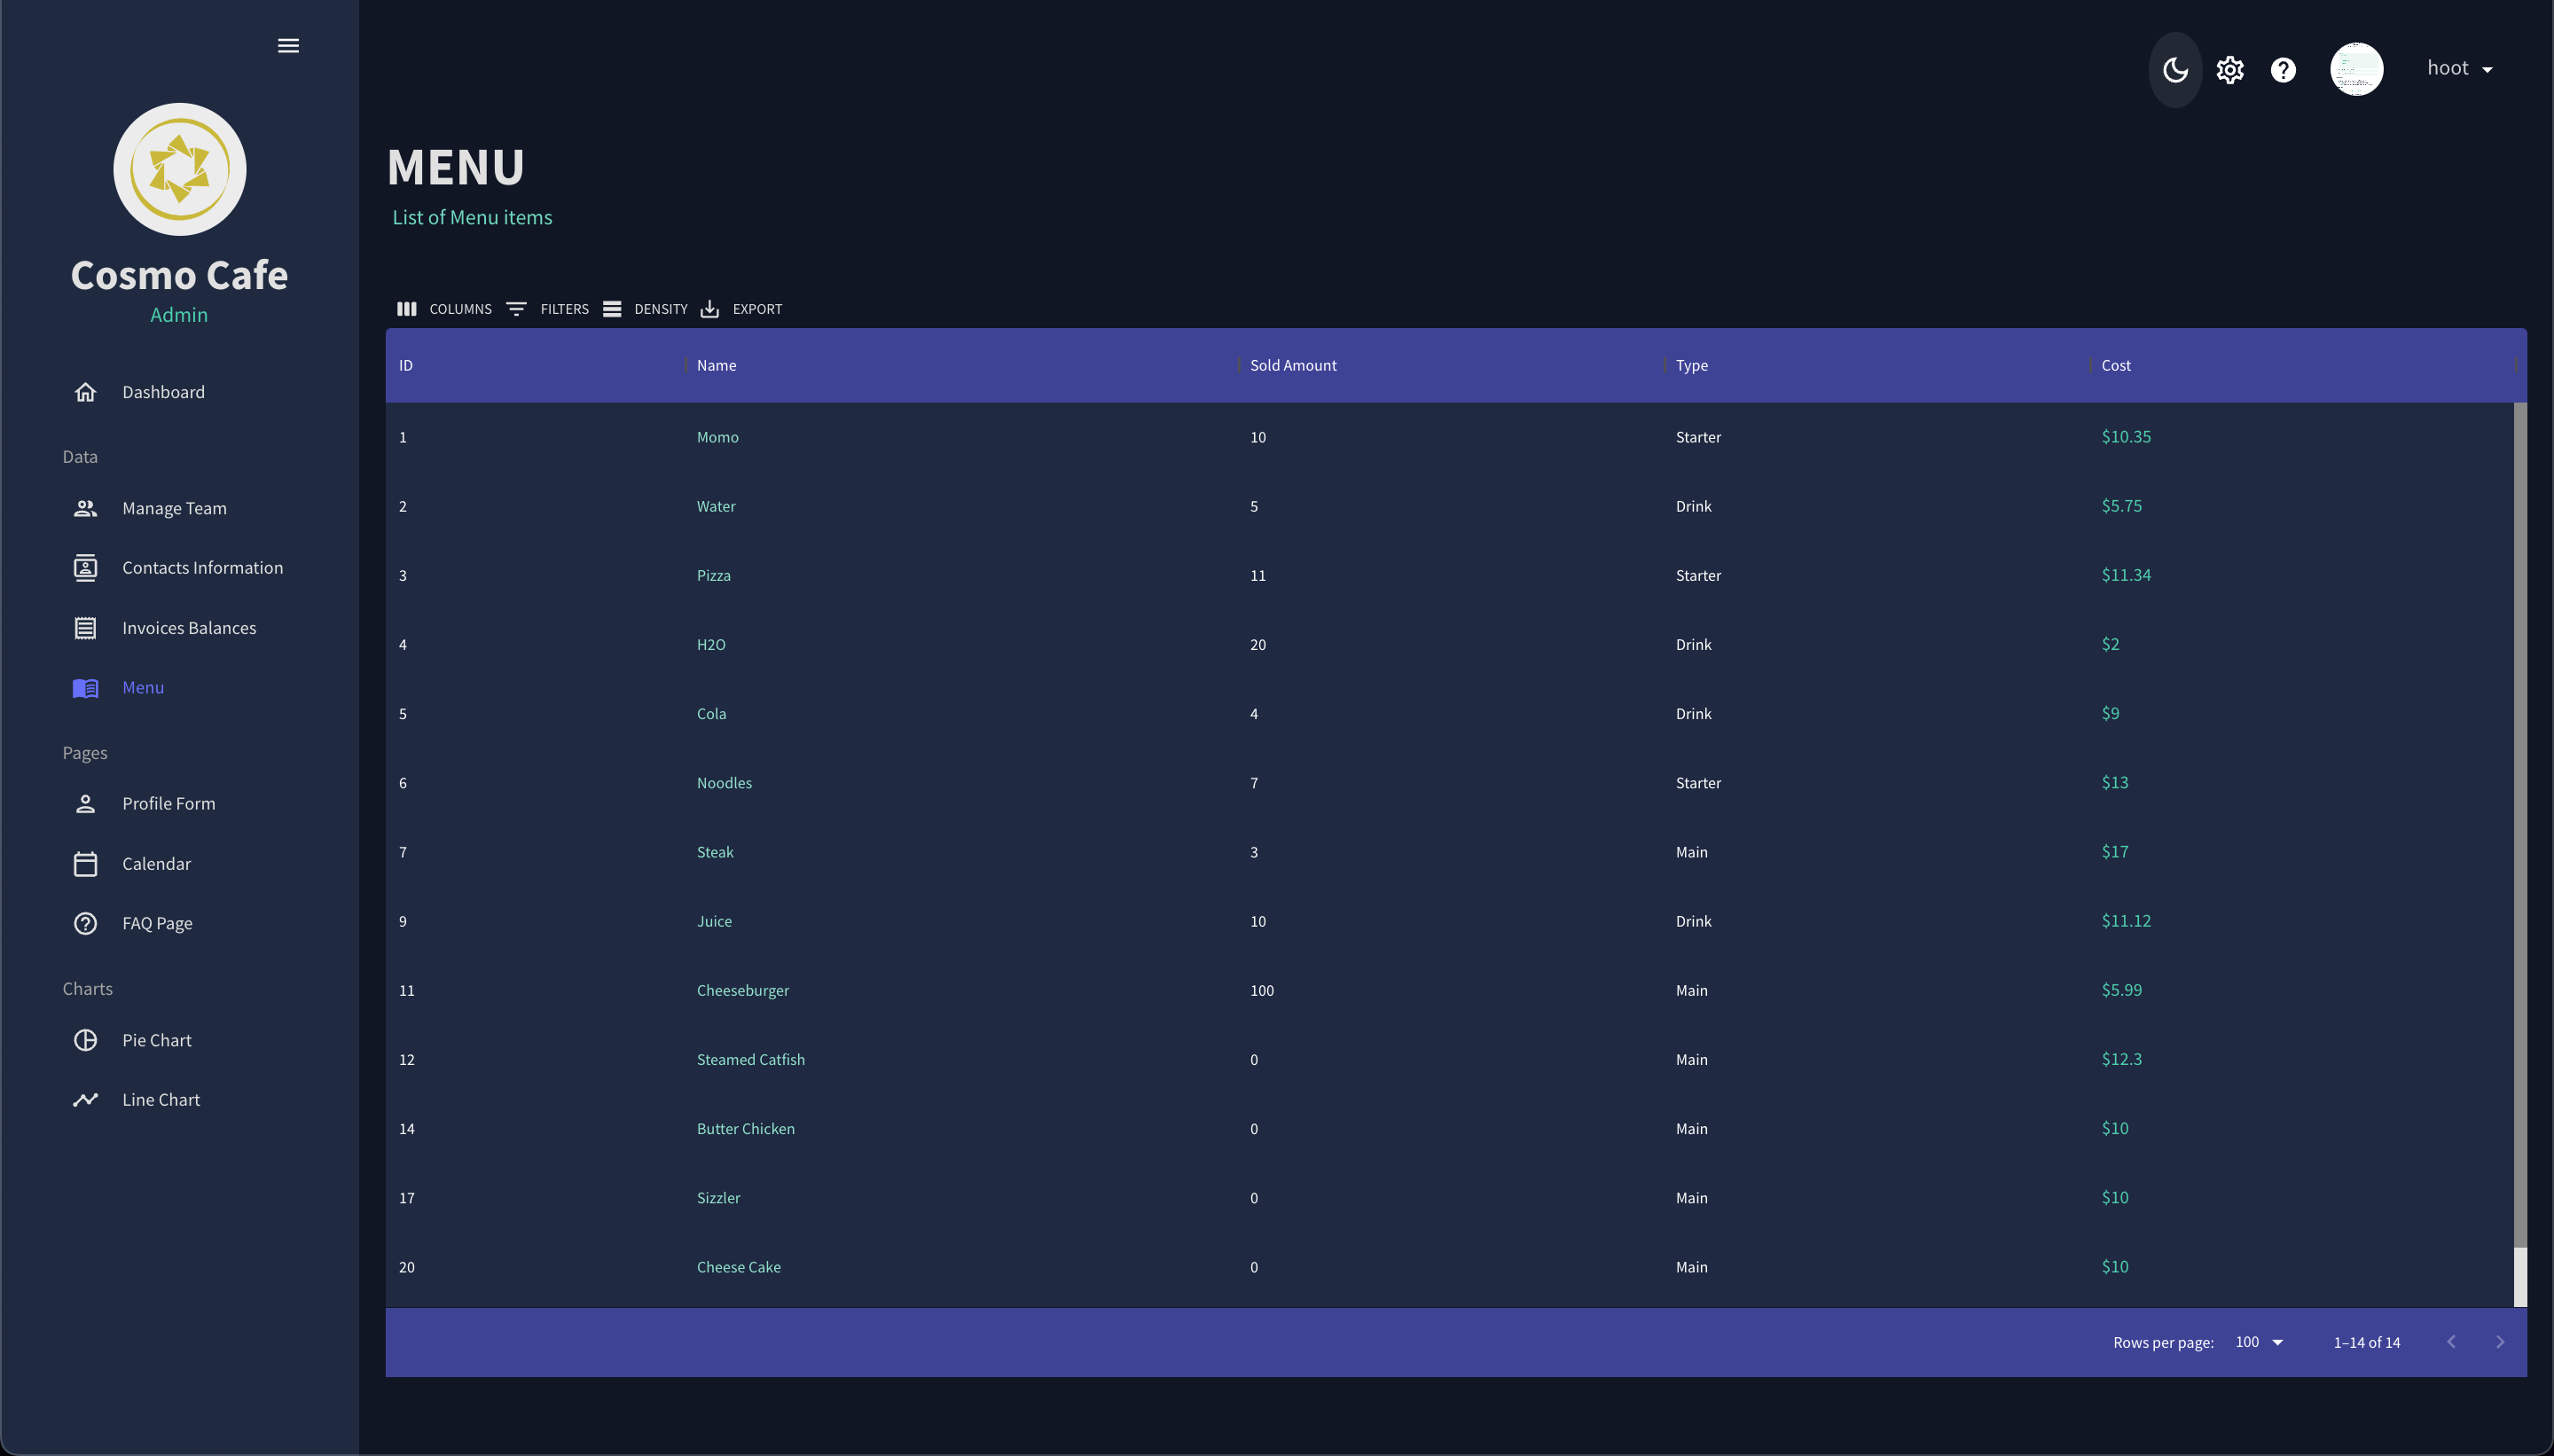 Cosmo Cafe
Admin
Dashboard
Data
Manage Team
Contacts Information
Invoices Balances
Menu
Pages
Profile Form
Calendar
FAQ Page
Charts
Pie Chart
Line Chart
hoot
MENU
List of Menu items
COLUMNS FILTERS DENSITY EXPORT
ID Name Sold Amount Type Cost
1 Momo 10 Starter $10.35
2 Water 5 Drink $5.75
3 Pizza 11 Starter $11.34
4 H2O 20 Drink $2
5 Cola 4 Drink $9
6 Noodles 7 Starter $13
7 Steak 3 Main $17
9 Juice 10 Drink $11.12
11 Cheeseburger 100 Main $5.99
12 Steamed Catfish 0 Main $12.3
14 Butter Chicken 0 Main $10
17 Sizzler 0 Main $10
20 Cheese Cake 0 Main $10
Rows per page: 100 1–14 of 14